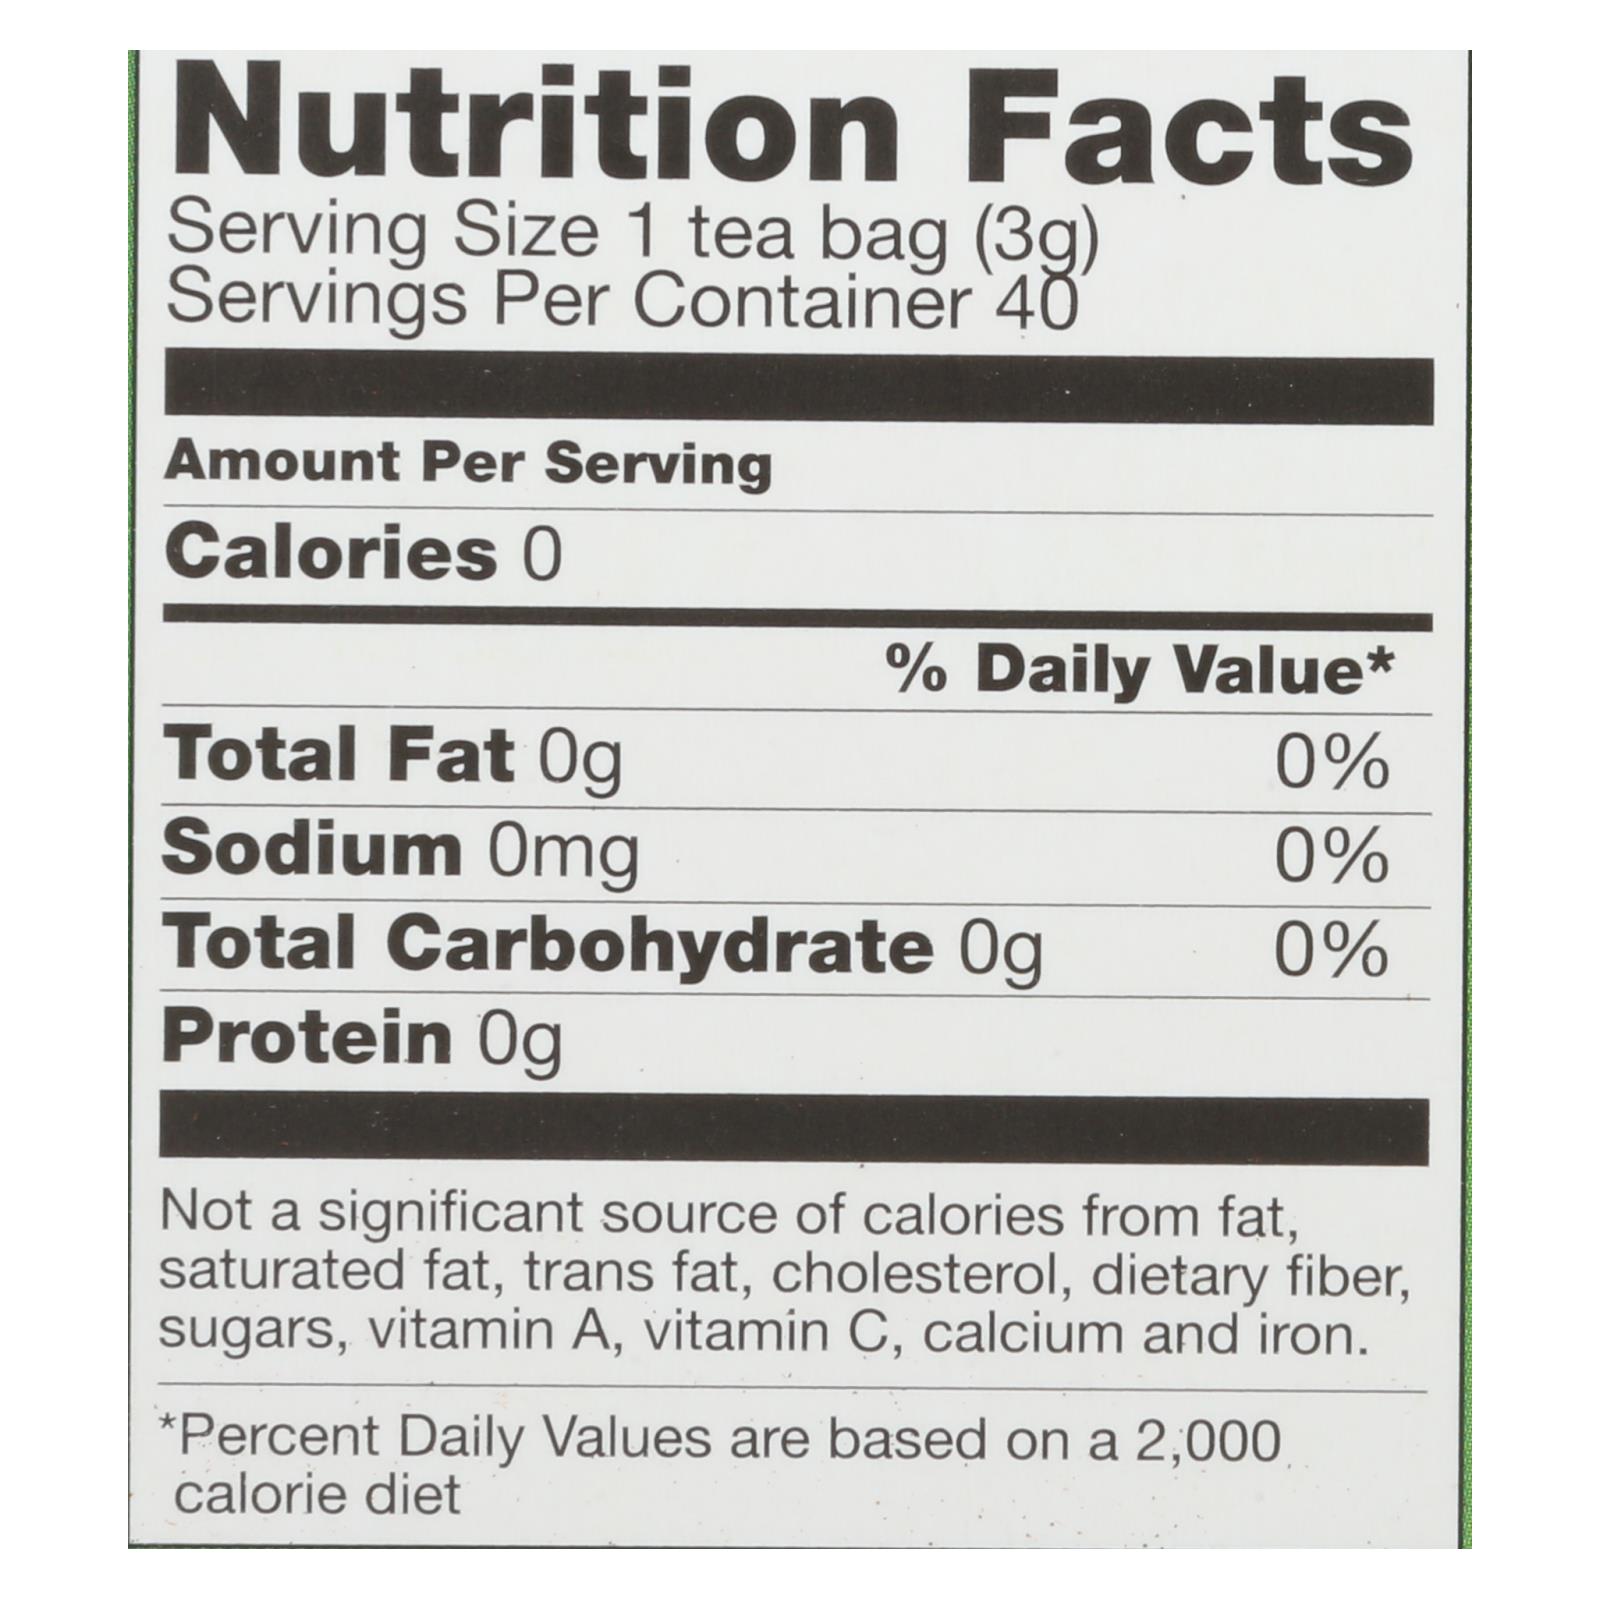 Nutrition Facts
Serving Size 1 tea bag (3g)
Servings Per Container 40
Amount Per Serving
Calories 0
% Daily Value*
Total Fat 0g 0%
Sodium 0mg 0%
Total Carbohydrate 0g 0%
Protein 0g
Not a significant source of calories from fat,
saturated fat, trans fat, cholesterol, dietary fiber,
sugars, vitamin A, vitamin C, calcium and iron.
*Percent Daily Values are based on a 2,000
calorie diet